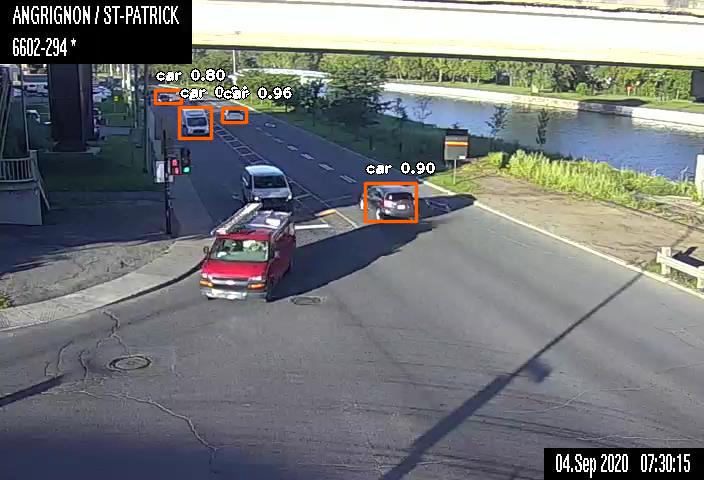 ANGRIGNON / ST-PATRICK
6602-294 *
car 0.80
car 0.96
car 0.90
04.Sep 2020 07:30:15